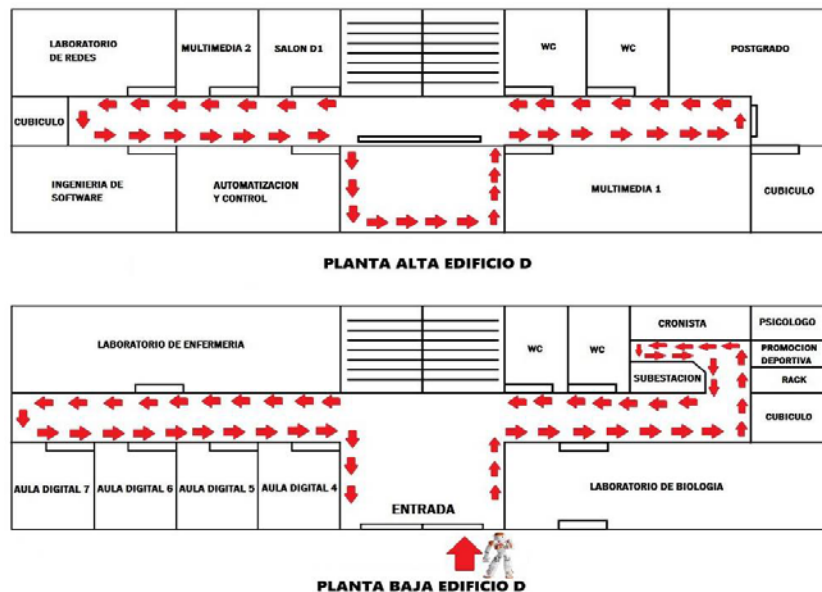 LABORATORIO
DE REDES
MULTIMEDIA 2
SALON D1
WC
WC
POSTGRADO
CUBICULO
INGENIERIA DE
SOFTWARE
AUTOMATIZACION
Y CONTROL
MULTIMEDIA 1
CUBICULO
PLANTA ALTA EDIFICIO D
LABORATORIO DE ENFERMERIA
WC
WC
CRONISTA
PSICOLOGO
PROMOCION
DEPORTIVA
SUBESTACION
RACK
CUBICULO
AULA DIGITAL 7
AULA DIGITAL 6
AULA DIGITAL 5
AULA DIGITAL 4
ENTRADA
LABORATORIO DE BIOLOGIA
PLANTA BAJA EDIFICIO D